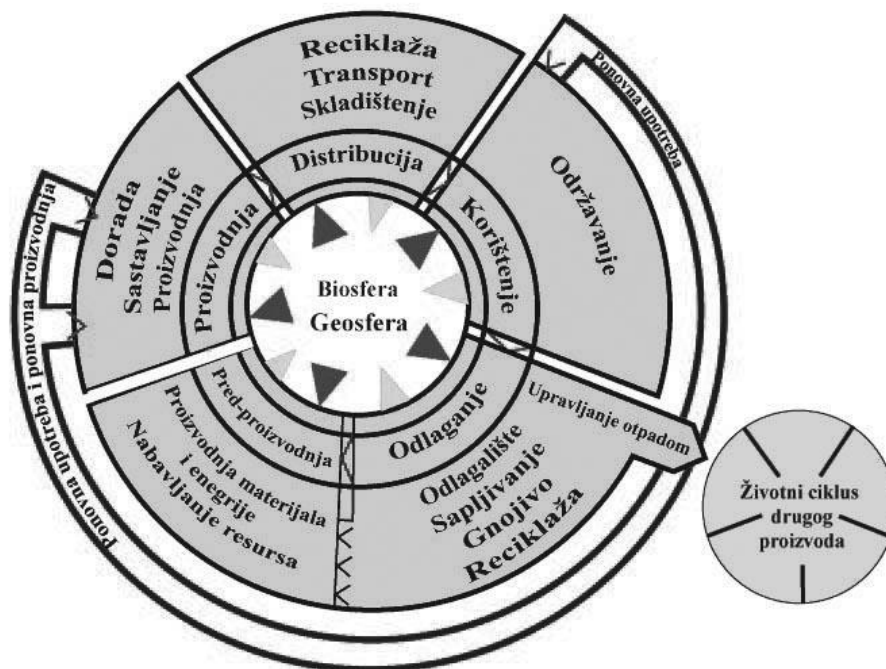 Reciklaža
Transport
Skladištenje
Distribucija
Ponovna upotreba
Održavanje
Korištenje
Dorada
Sastavljanje
Proizvodnja
Proizvodnja
Ponovna upotreba i ponovna proizvodnja
Biosfera
Geosfera
Pred-proizvodnja
Proizvodnja materijala
i enegrije
Nabavljanje resursa
Odlaganje
Odlagalište
Sapljivanje
Gnojivo
Reciklaža
Upravljanje otpadom
Životni ciklus
drugog
proizvoda